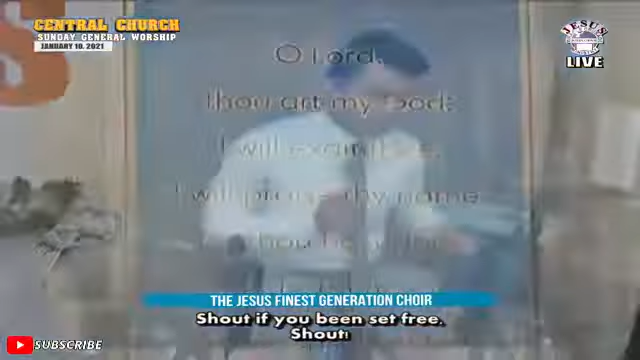 CENTRAL CHURCH
SUNDAY GENERAL WORSHIP
JANUARY 10, 2021
JESUS
LIVE
O Lord,
Thou art my God;
I will exalt thee,
I will praise thy name
THE JESUS FINEST GENERATION CHOIR
Shout if you been set free.
Shout!
SUBSCRIBE